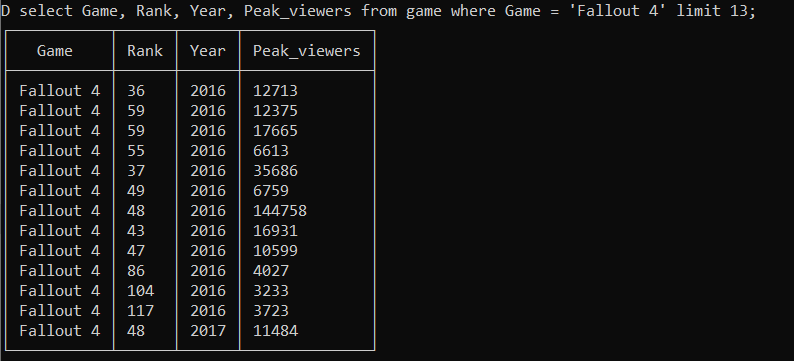 D select Game, Rank, Year, Peak_viewers from game where Game = 'Fallout 4' limit 13;
Game Rank Year Peak_viewers
Fallout 4 36 2016 12713
Fallout 4 59 2016 12375
Fallout 4 59 2016 17665
Fallout 4 55 2016 6613
Fallout 4 37 2016 35686
Fallout 4 49 2016 6759
Fallout 4 48 2016 144758
Fallout 4 43 2016 16931
Fallout 4 47 2016 10599
Fallout 4 86 2016 4027
Fallout 4 104 2016 3233
Fallout 4 117 2016 3723
Fallout 4 48 2017 11484